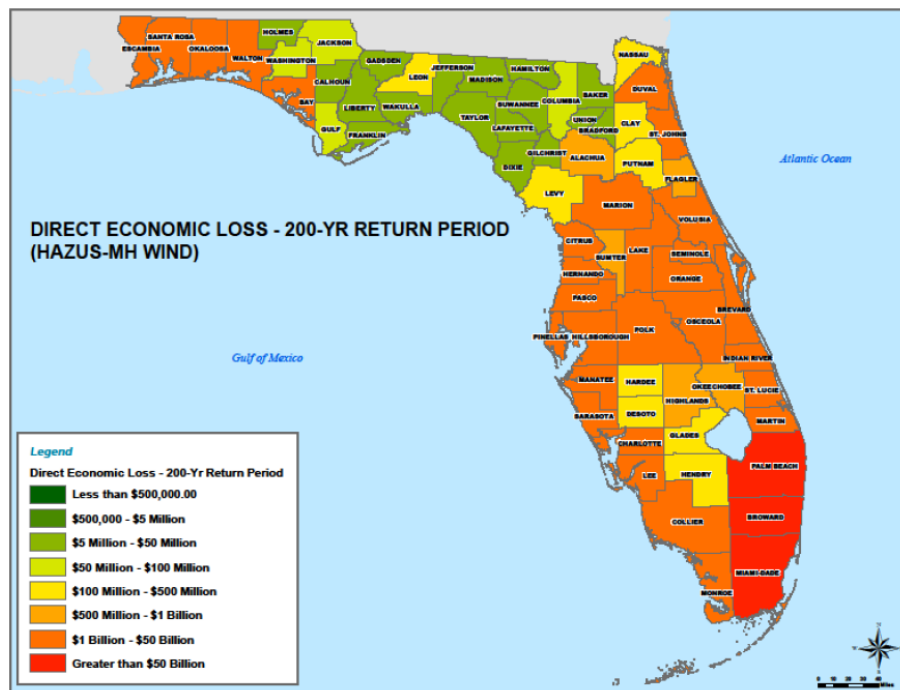 HOLMES
SANTA ROSA
JACKSON
ESCAMBIA
OKALOOSA
WALTON
WASHINGTON
GADSDEN
JEFFERSON
HAMILTON
NASSAU
LEON
MADISON
CALHOUN
BAKER
DUVAL
BAY
LIBERTY
WAKULLA
SUWANNEE
COLUMBIA
TAYLOR
UNION
CLAY
GULF
FRANKLIN
LAFAYETTE
BRADFORD
ST. JOHNS
GILCHRIST
ALACHUA
PUTNAM
Atlantic Ocean
DIXIE
FLAGLER
LEVY
MARION
VOLUSIA
DIRECT ECONOMIC LOSS - 200-YR RETURN PERIOD
(HAZUS-MH WIND)
CITRUS
SUMTER
LAKE
SEMINOLE
HERNANDO
ORANGE
PASCO
BREVARD
OSCEOLA
POLK
PINELLAS
HILLSBOROUGH
Gulf of Mexico
INDIAN RIVER
MANATEE
HARDEE
OKEECHOBEE
ST. LUCIE
HIGHLANDS
SARASOTA
DESOTO
MARTIN
GLADES
CHARLOTTE
PALM BEACH
LEE
HENDRY
BROWARD
COLLIER
MIAMI-DADE
MONROE
Legend
Direct Economic Loss - 200-Yr Return Period
Less than $500,000.00
$500,000 - $5 Million
$5 Million - $50 Million
$50 Million - $100 Million
$100 Million - $500 Million
$500 Million - $1 Billion
$1 Billion - $50 Billion
Greater than $50 Billion
0 10 20 30 40
Miles